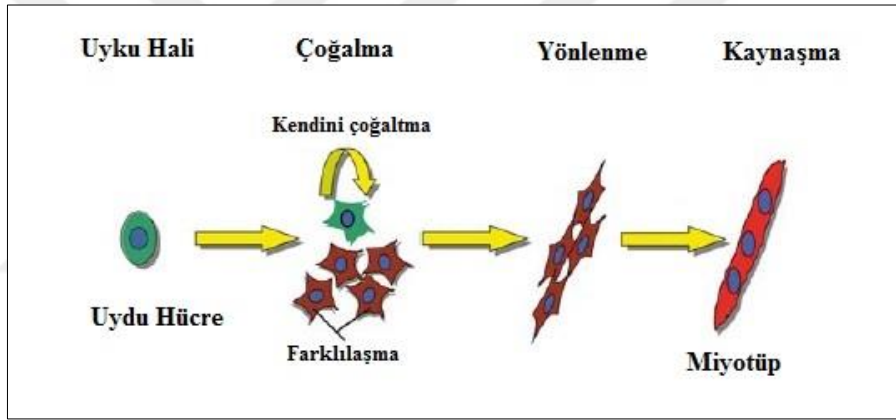 Uyku Hali
Çoğalma
Yönlenme
Kaynaşma
Kendini çoğaltma
Uydu Hücre
Farklılaşma
Miyotüp